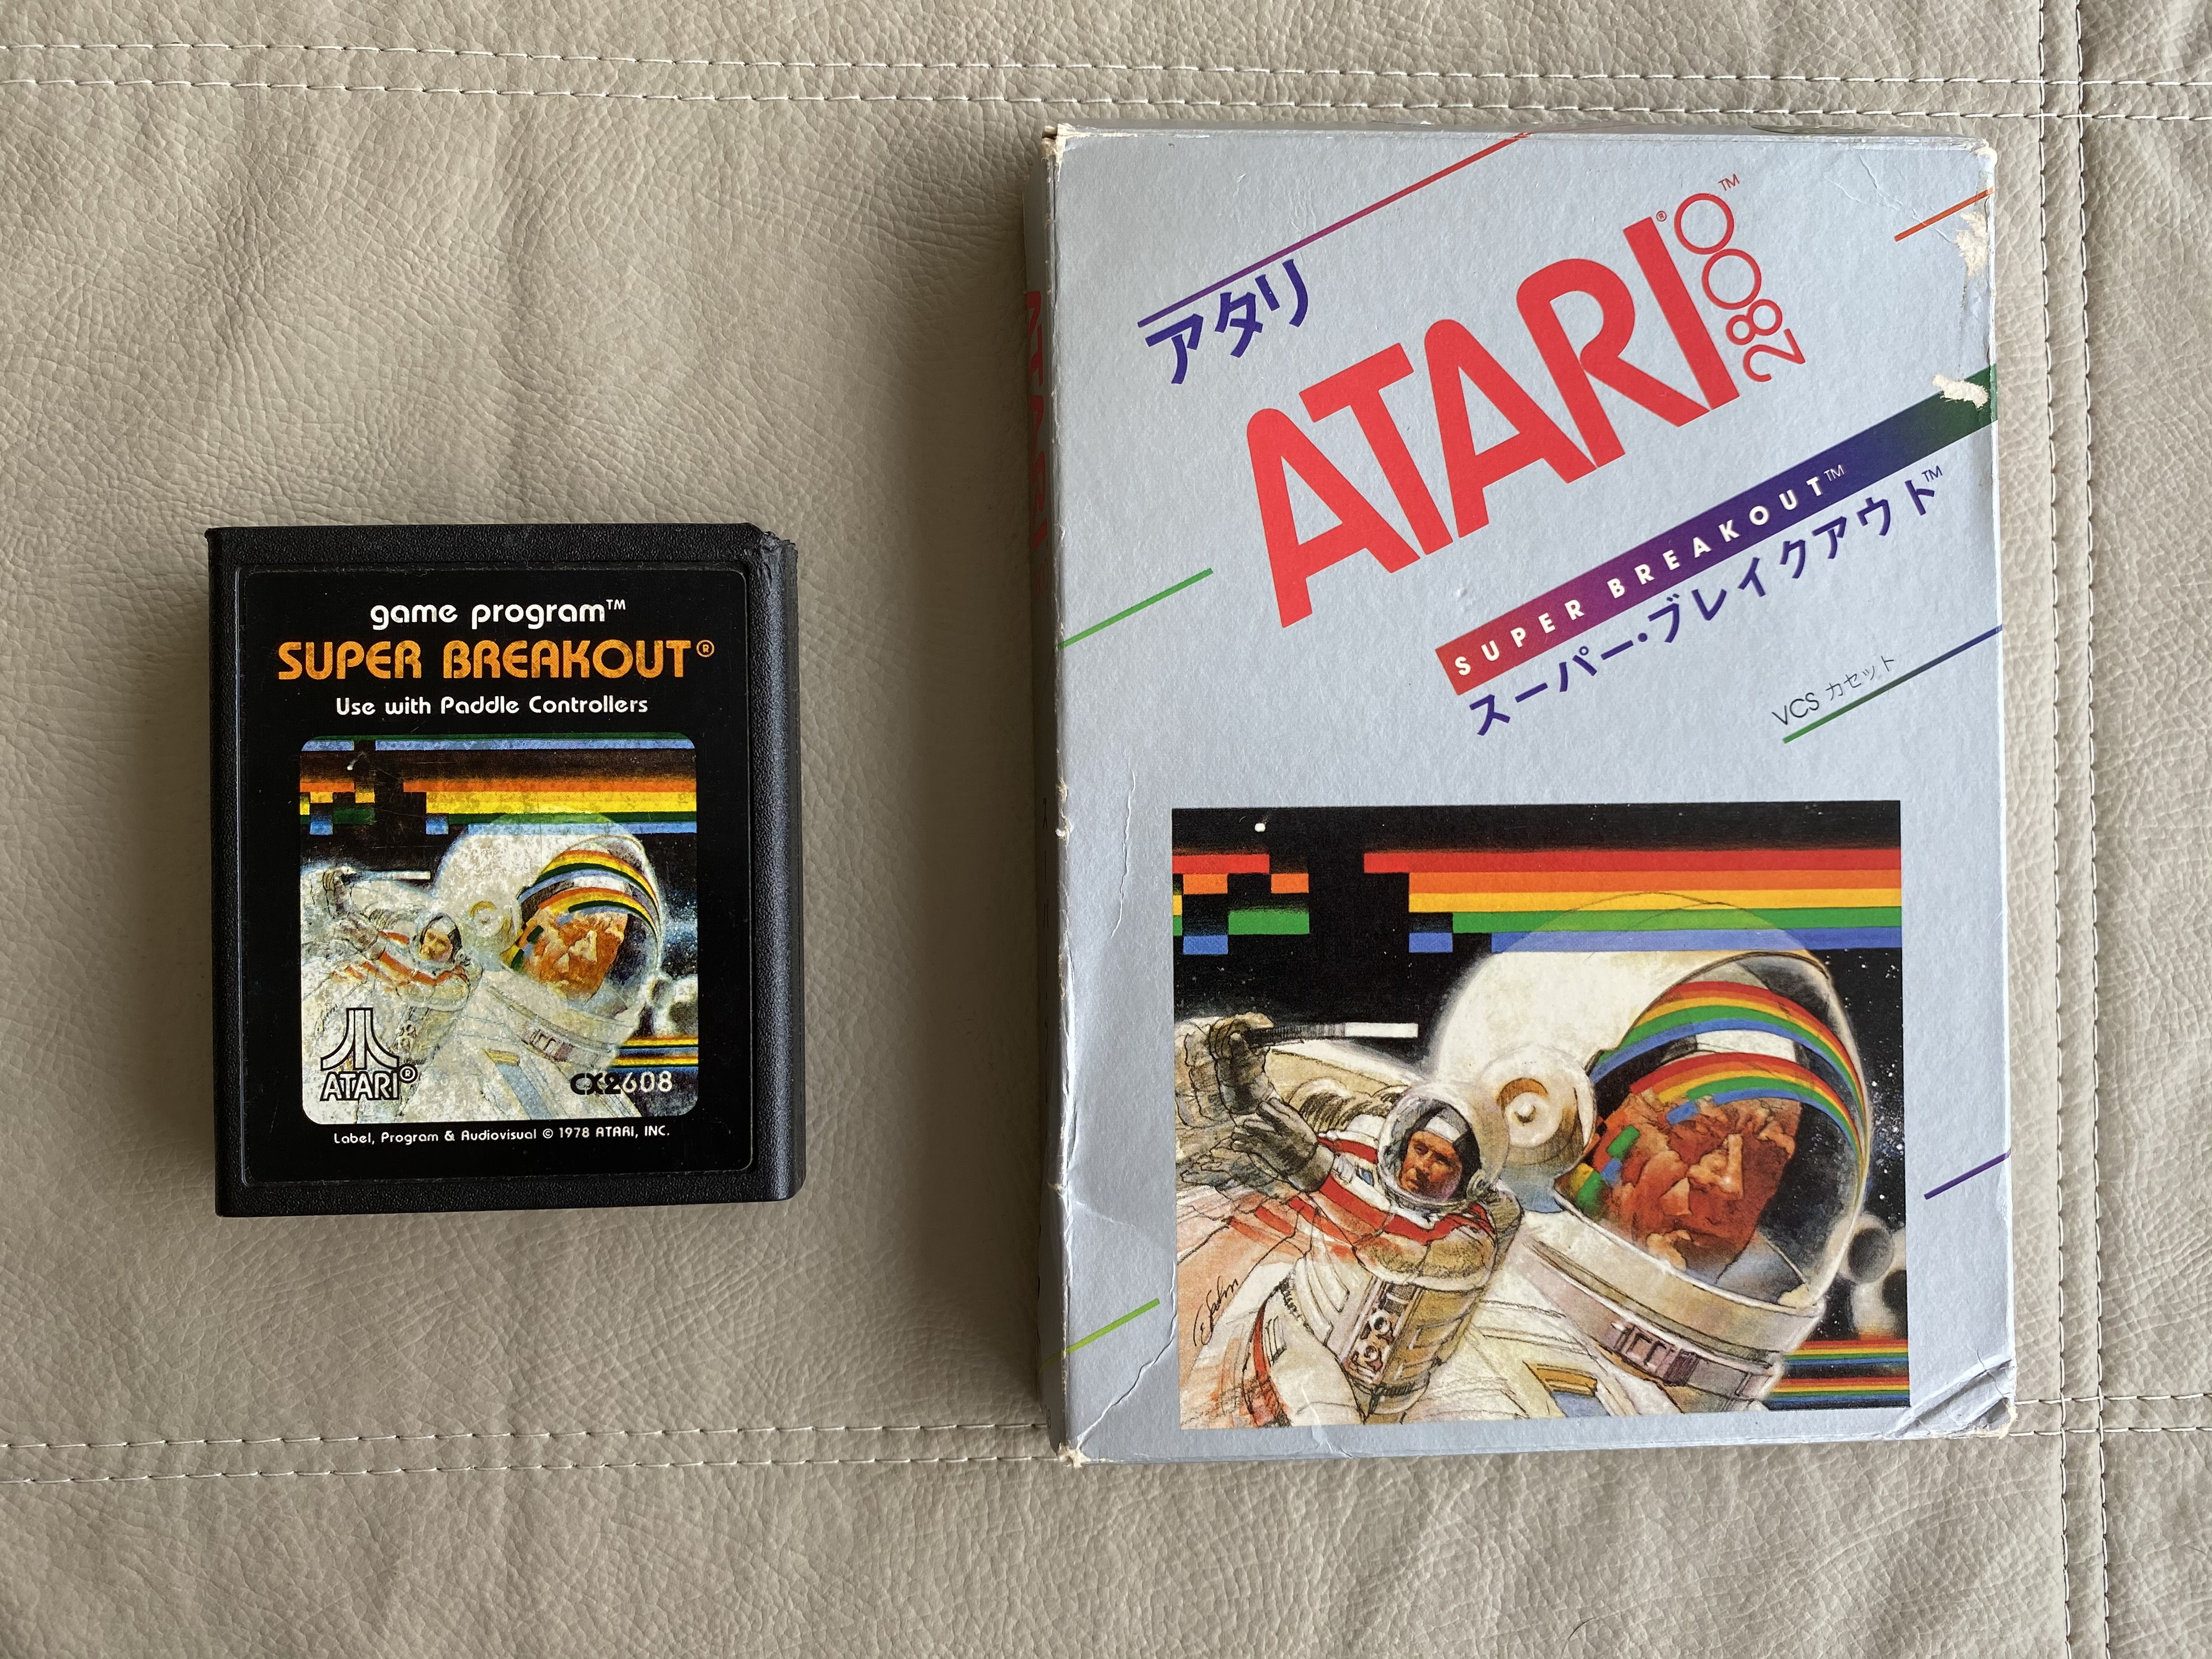 game program™
SUPER BREAKOUT®
Use with Paddle Controllers
ATARI®
CX2608
Label, Program & Audiovisual © 1978 ATARI, INC.
アタリ
ATARI® 2800™
SUPER BREAKOUT™
スーパー・ブレイクアウト™
VCS カセット